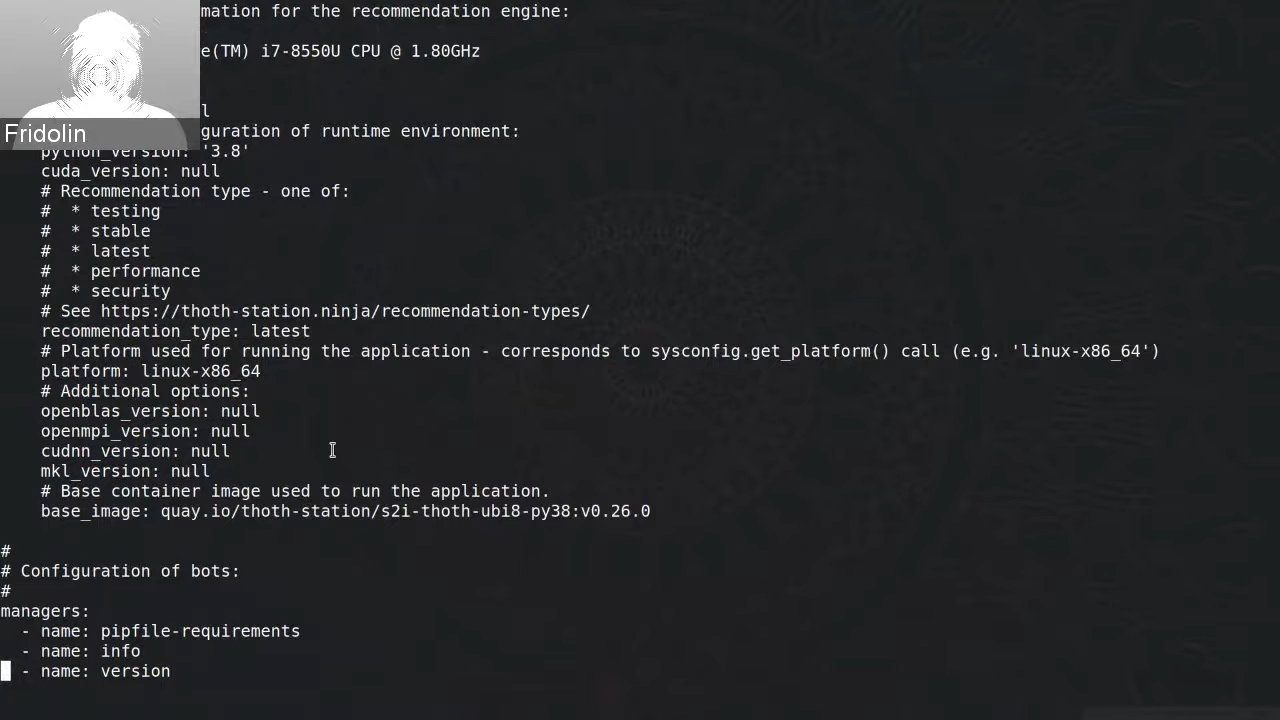 mation for the recommendation engine:
e(TM) i7-8550U CPU @ 1.80GHz
l
Fridolin
guration of runtime environment:
python_version: '3.8'
cuda_version: null
# Recommendation type - one of:
#  * testing
#  * stable
#  * latest
#  * performance
#  * security
# See https://thoth-station.ninja/recommendation-types/
recommendation_type: latest
# Platform used for running the application - corresponds to sysconfig.get_platform() call (e.g. 'linux-x86_64')
platform: linux-x86_64
# Additional options:
openblas_version: null
openmpi_version: null
cudnn_version: null
mkl_version: null
# Base container image used to run the application.
base_image: quay.io/thoth-station/s2i-thoth-ubi8-py38:v0.26.0
#
# Configuration of bots:
#
managers:
- name: pipfile-requirements
- name: info
- name: version